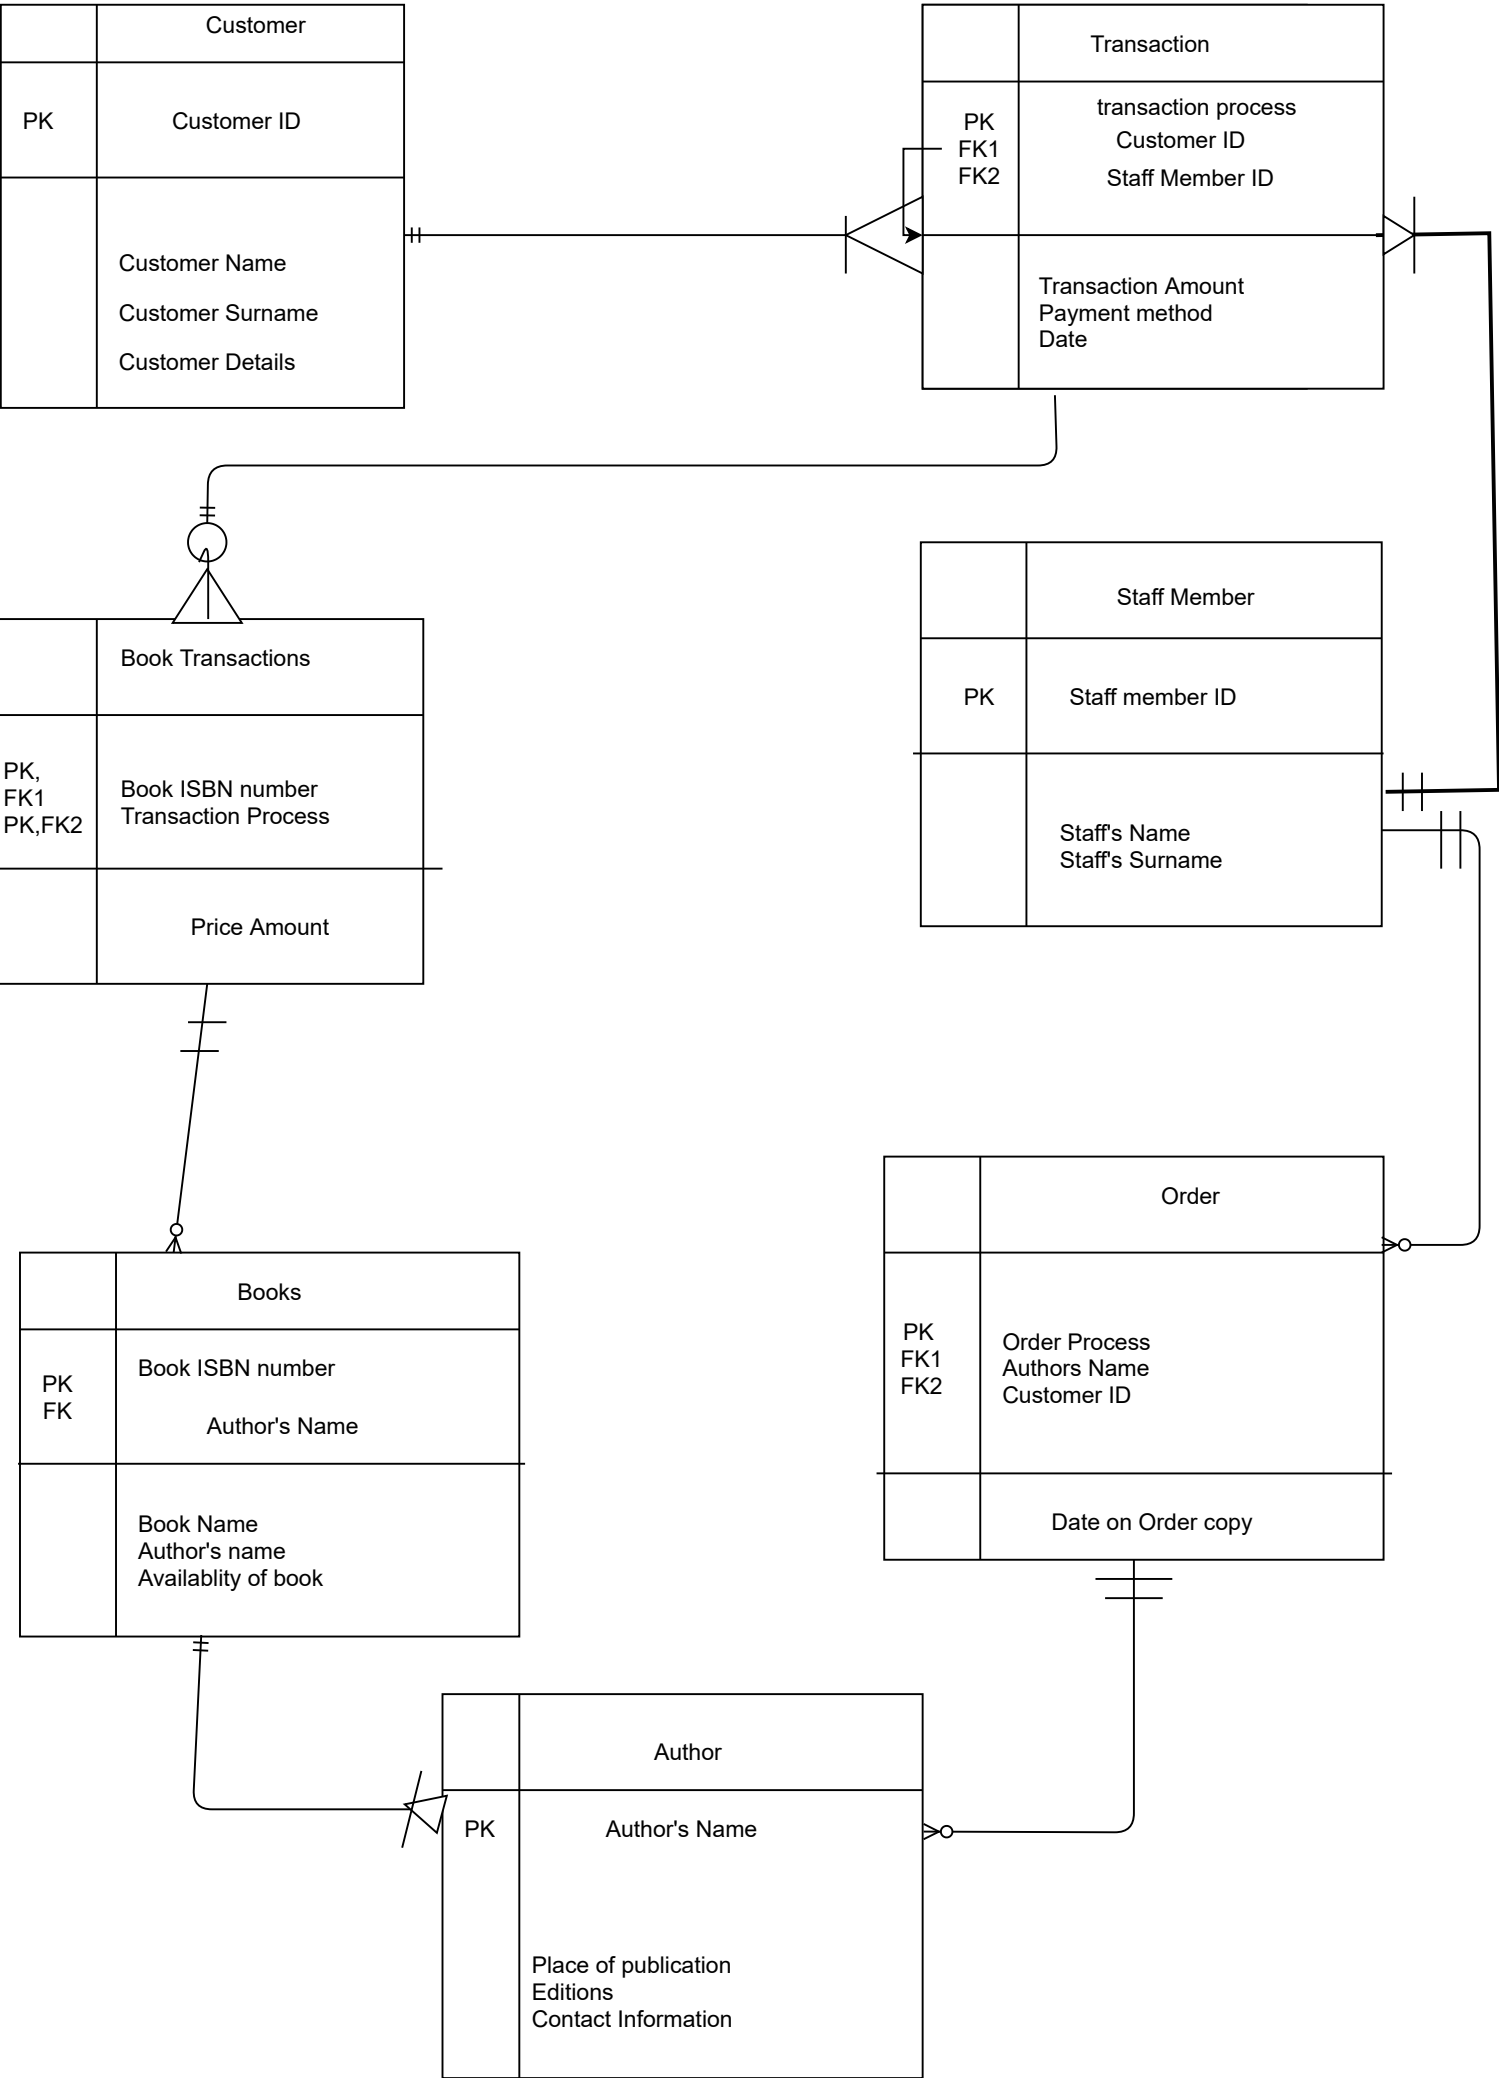 Customer
PK
Customer ID
Customer Name
Customer Surname
Customer Details
Transaction
PK
FK1
FK2
transaction process
Customer ID
Staff Member ID
Transaction Amount
Payment method
Date
Book Transactions
PK,
FK1
PK,FK2
Book ISBN number
Transaction Process
Price Amount
Staff Member
PK
Staff member ID
Staff's Name
Staff's Surname
Books
PK
FK
Book ISBN number
Author's Name
Book Name
Author's name
Availablity of book
Order
PK
FK1
FK2
Order Process
Authors Name
Customer ID
Date on Order copy
Author
PK
Author's Name
Place of publication
Editions
Contact Information